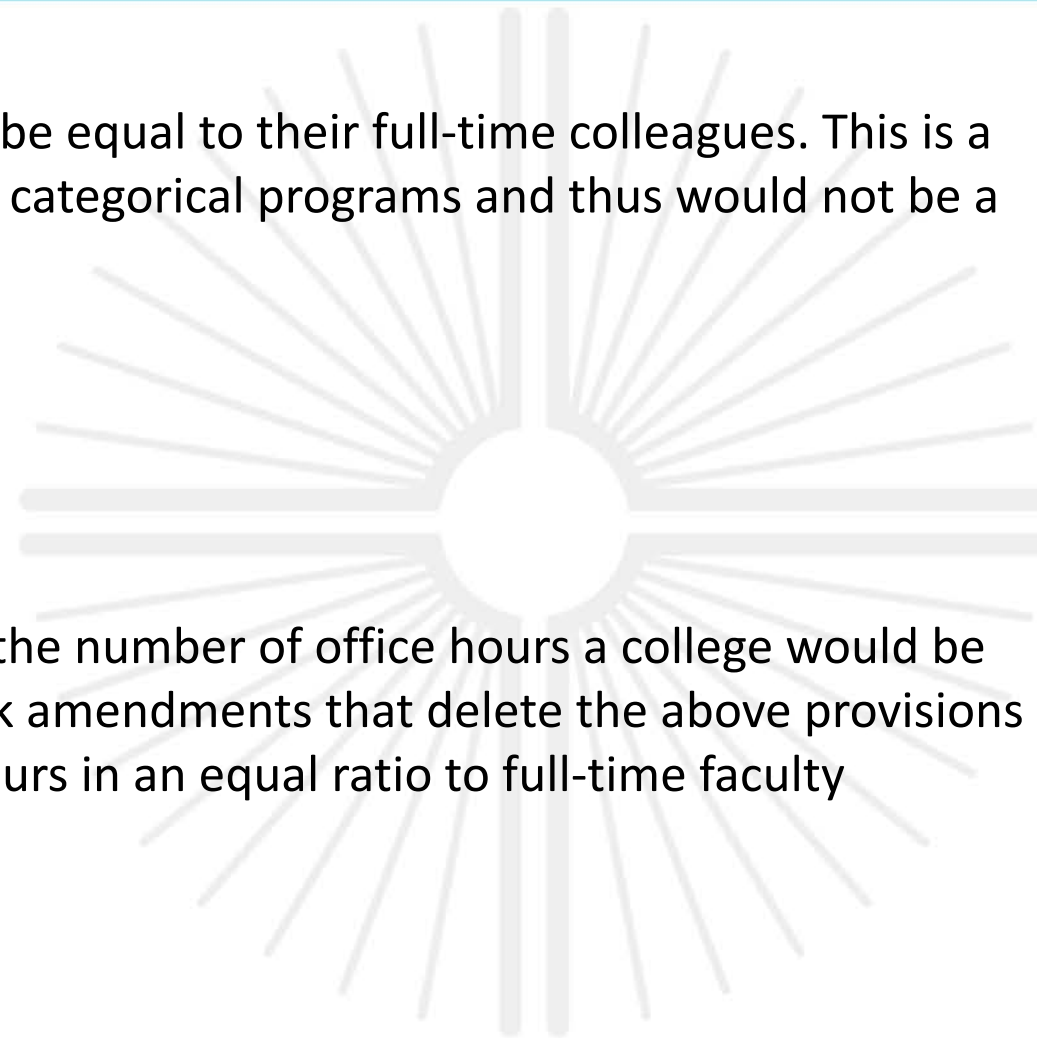 be equal to their full-time colleagues. This is a
categorical programs and thus would not be a
the number of office hours a college would be
amendments that delete the above provisions
in an equal ratio to full-time faculty